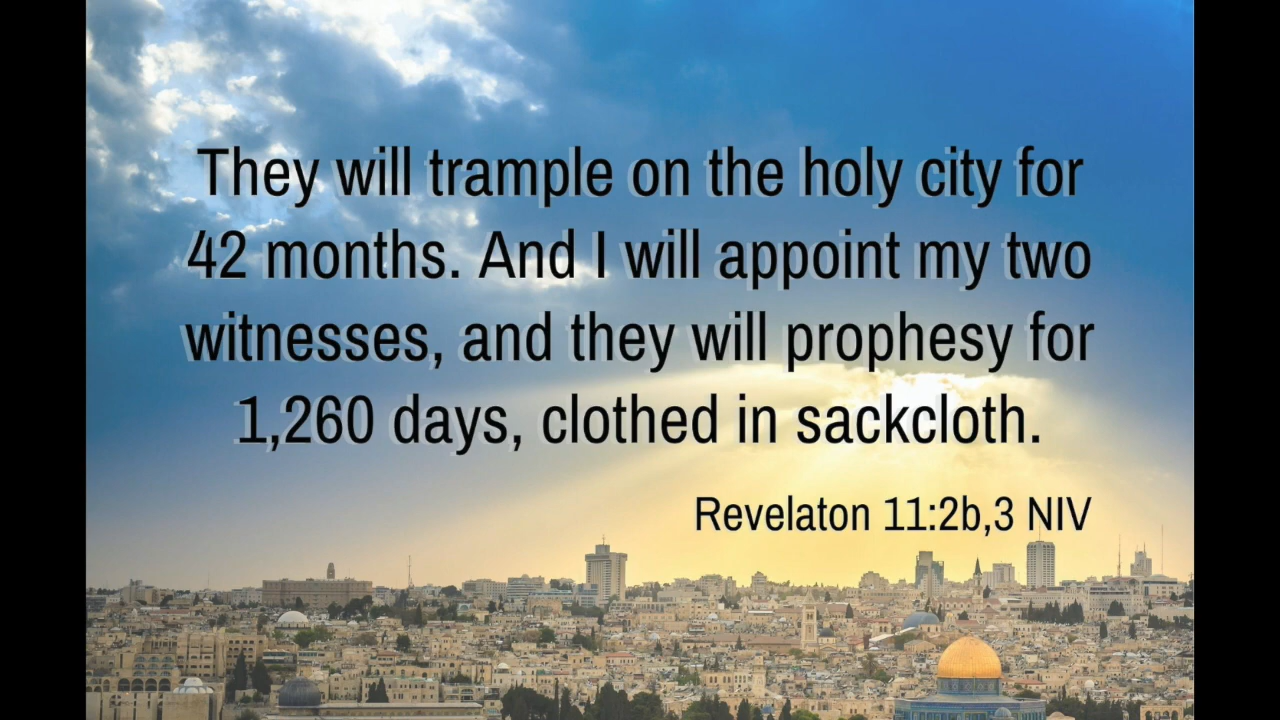 They will trample on the holy city for
42 months. And I will appoint my two
witnesses, and they will prophesy for
1,260 days, clothed in sackcloth.
Revelaton 11:2b,3 NIV